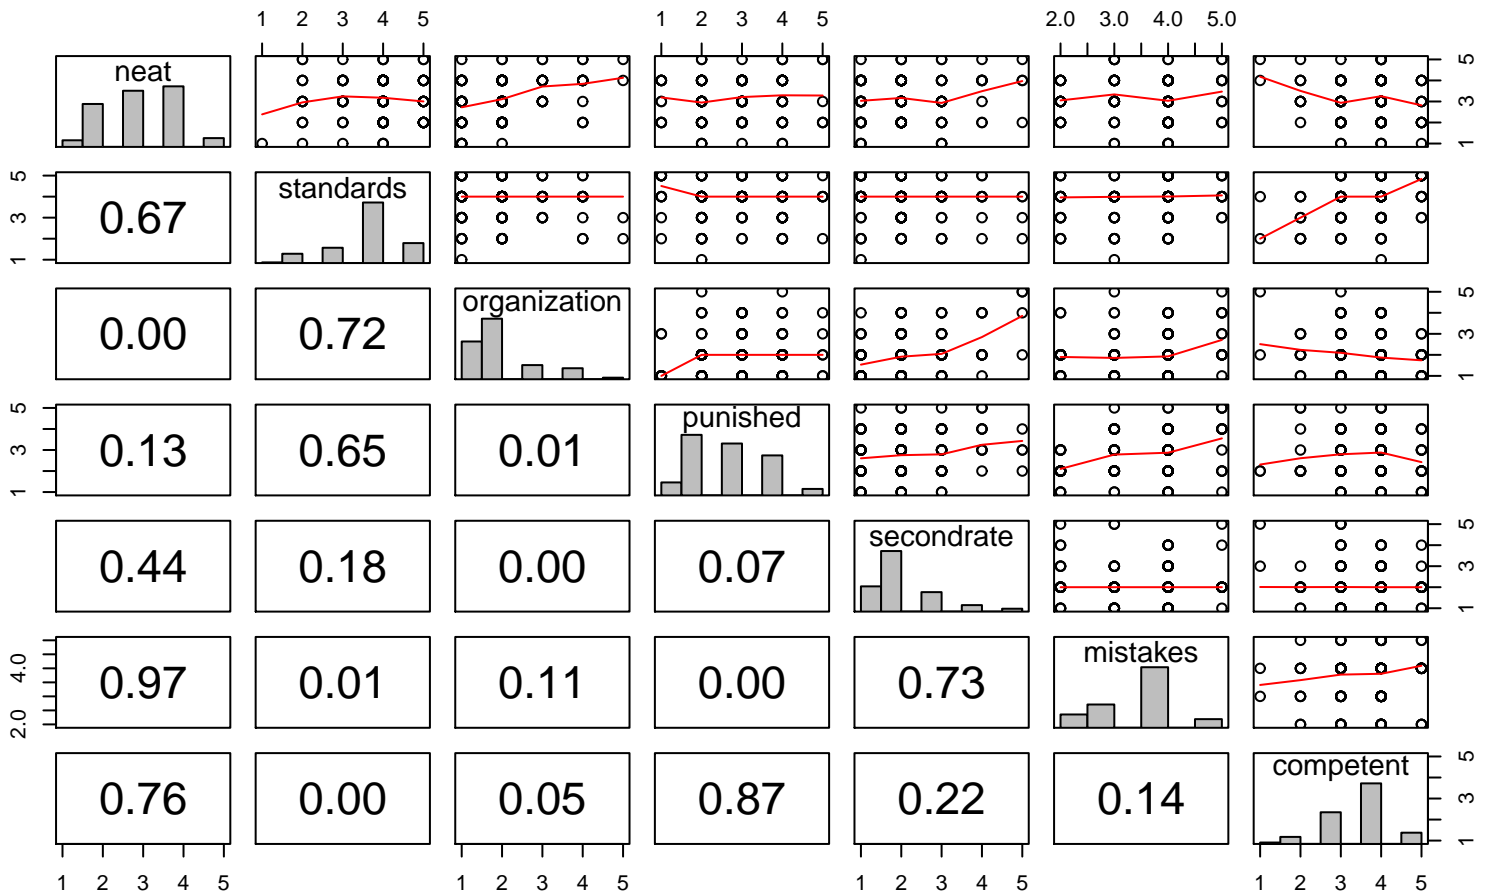 1 2 3 4 5 1 2 3 4 5 2.0 3.0 4.0 5.0
neat 1 3 5
1 3 5 0.67 standards
0.00 0.72 organization 1 3 5
1 3 5 0.13 0.65 0.01 punished
0.44 0.18 0.00 0.07 secondrate 1 3 5
2.0 4.0 0.97 0.01 0.11 0.00 0.73 mistakes
0.76 0.00 0.05 0.87 0.22 0.14 competent 1 3 5
1 2 3 4 5 1 2 3 4 5 1 2 3 4 5 1 2 3 4 5